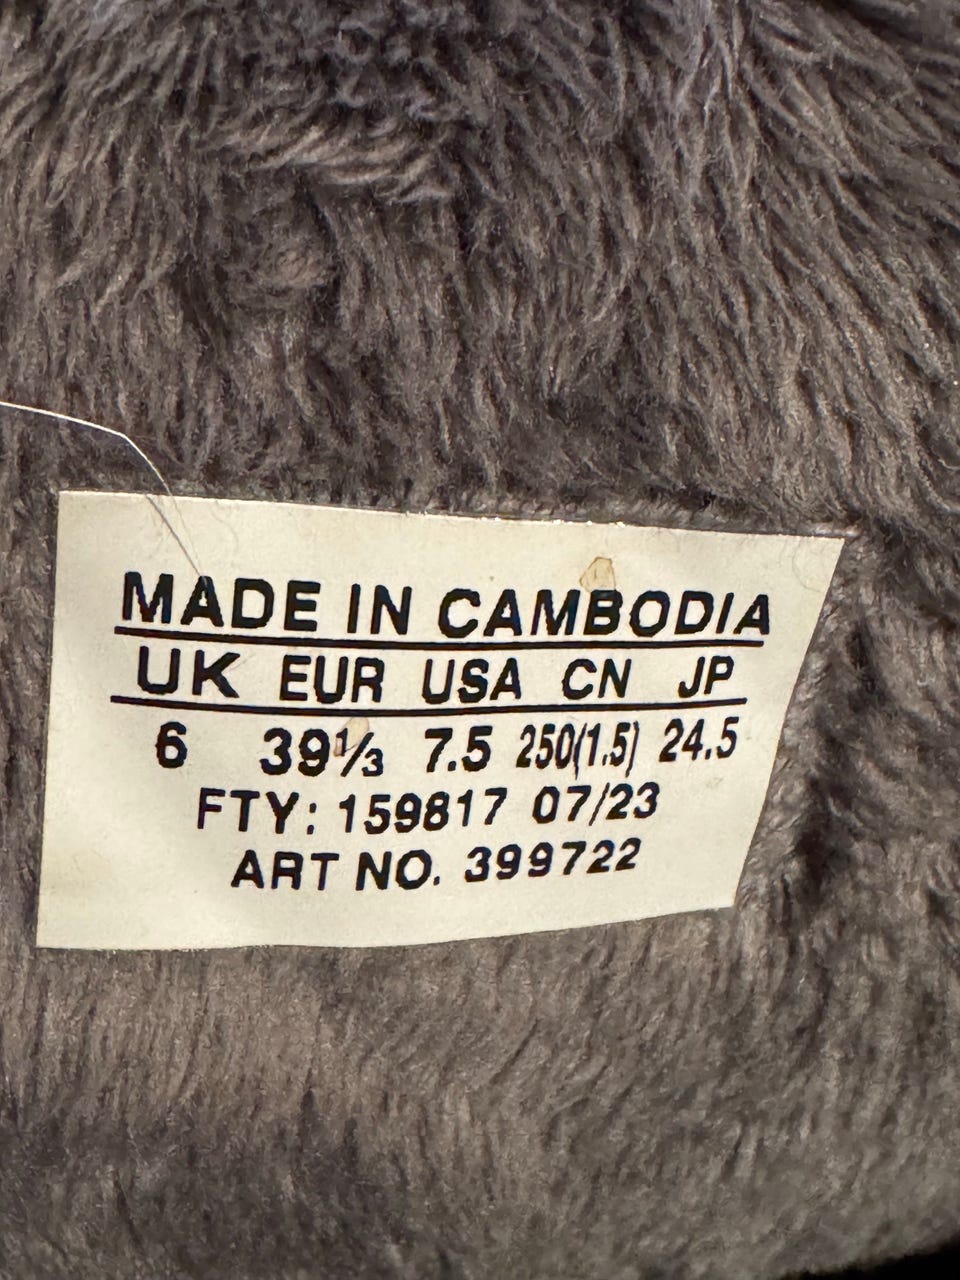 MADE IN CAMBODIA
UK EUR USA CN JP
6 39⅓ 7.5 250(1.5) 24.5
FTY: 159817 07/23
ART NO. 399722